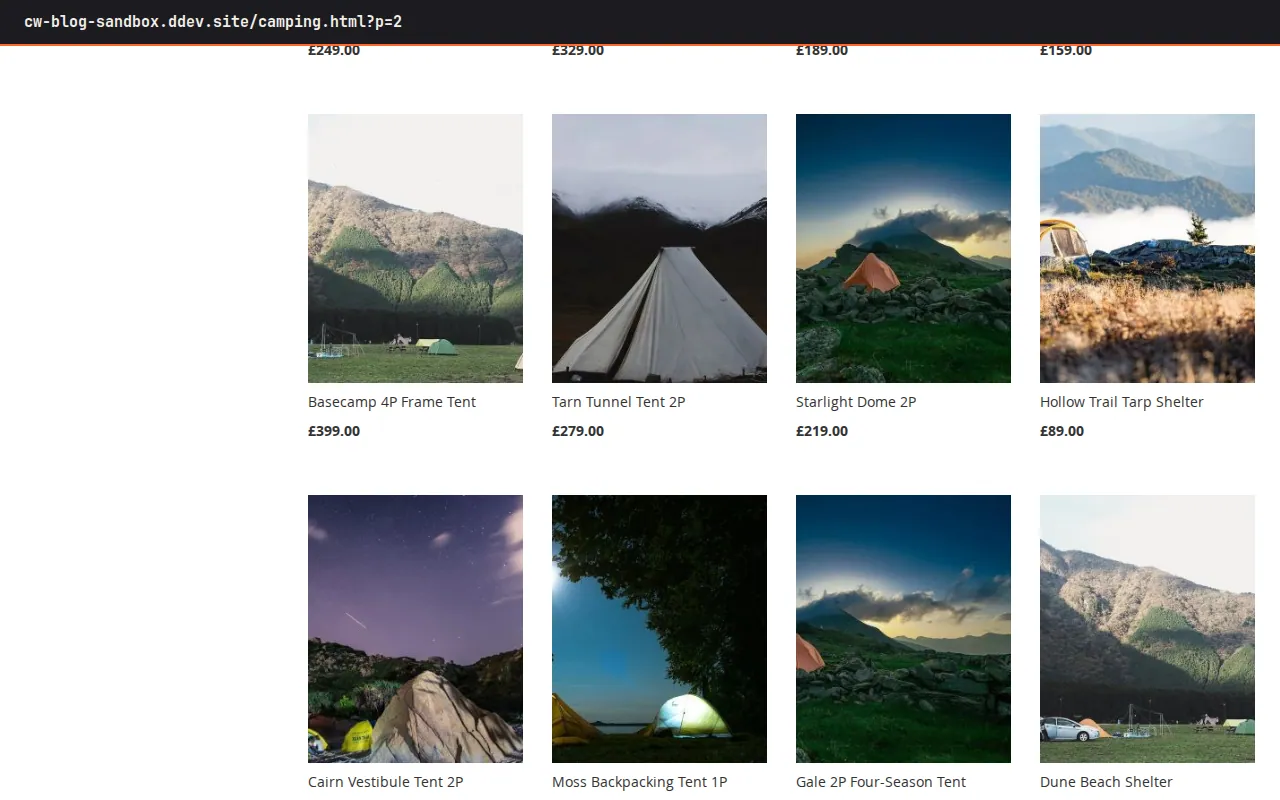 cw-blog-sandbox.ddev.site/camping.html?p=2
£249.00 £329.00 £189.00 £159.00
Basecamp 4P Frame Tent Tarn Tunnel Tent 2P Starlight Dome 2P Hollow Trail Tarp Shelter
£399.00 £279.00 £219.00 £89.00
Cairn Vestibule Tent 2P Moss Backpacking Tent 1P Gale 2P Four-Season Tent Dune Beach Shelter